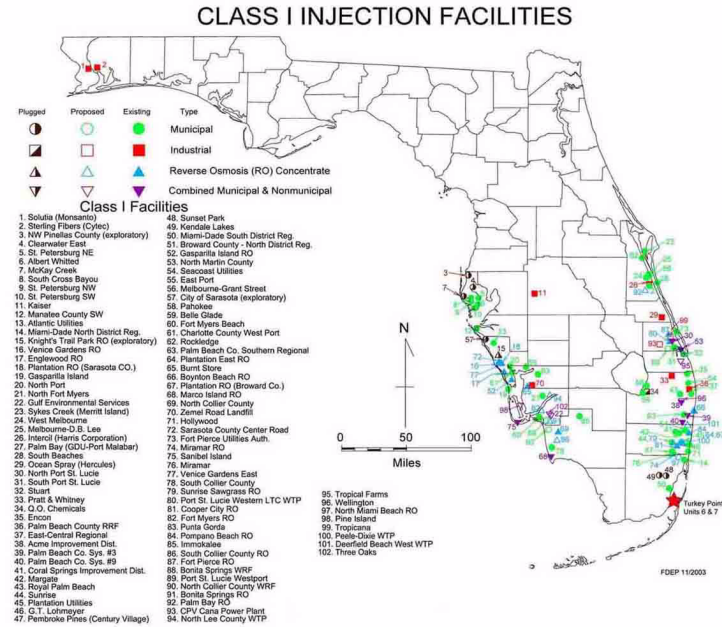 CLASS I INJECTION FACILITIES
Plugged Proposed Existing Type
Municipal
Industrial
Reverse Osmosis (RO) Concentrate
Combined Municipal & Nonmunicipal
Class I Facilities
1. Solutia (Monsanto)
2. Sterling Fibers (Cytec)
3. NW Pinellas County (exploratory)
4. Clearwater East
5. St. Petersburg NE
6. Albert Whitted
7. McKay Creek
8. South Cross Bayou
9. St. Petersburg NW
10. St. Petersburg SW
11. Kaiser
12. Manatee County SW
13. Atlantic Utilities
14. Miami-Dade North District Reg.
15. Knight's Trail Park RO (exploratory)
16. Venice Gardens RO
17. Englewood RO
18. Plantation RO (Sarasota CO.)
19. Gasparilla Island
20. North Port
21. North Fort Myers
22. Gulf Environmental Services
23. Sykes Creek (Merritt Island)
24. West Melbourne
25. Melbourne-D.B. Lee
26. Intercil (Harris Corporation)
27. Palm Bay (GDU-Port Malabar)
28. South Beaches
29. Ocean Spray (Hercules)
30. North Port St. Lucie
31. South Port St. Lucie
32. Stuart
33. Pratt & Whitney
34. Q.O. Chemicals
35. Encon
36. Palm Beach County RRF
37. East-Central Regional
38. Acme Improvement Dist.
39. Palm Beach Co. Sys. #3
40. Palm Beach Co. Sys. #9
41. Coral Springs Improvement Dist.
42. Margate
43. Royal Palm Beach
44. Sunrise
45. Plantation Utilities
46. G.T. Lohmeyer
47. Pembroke Pines (Century Village)
48. Sunset Park
49. Kendale Lakes
50. Miami-Dade South District Reg.
51. Broward County - North District Reg.
52. Gasparilla Island RO
53. North Martin County
54. Seacoast Utilities
55. East Port
56. Melbourne-Grant Street
57. City of Sarasota (exploratory)
58. Pahokee
59. Belle Glade
60. Fort Myers Beach
61. Charlotte County West Port
62. Rockledge
63. Palm Beach Co. Southern Regional
64. Plantation East RO
65. Burnt Store
66. Boynton Beach RO
67. Plantation RO (Broward Co.)
68. Marco Island RO
69. North Collier County
70. Zemel Road Landfill
71. Hollywood
72. Sarasota County Center Road
73. Fort Pierce Utilities Auth.
74. Miramar RO
75. Sanibel Island
76. Miramar
77. Venice Gardens East
78. South Collier County
79. Sunrise Sawgrass RO
80. Port St. Lucie Western LTC WTP
81. Cooper City RO
82. Fort Myers RO
83. Punta Gorda
84. Pompano Beach RO
85. Immokalee
86. South Collier County RO
87. Fort Pierce RO
88. Bonita Springs WRF
89. Port St. Lucie Westport
90. North Collier County WRF
91. Bonita Springs RO
92. Palm Bay RO
93. CPV Cana Power Plant
94. North Lee County WTP
95. Tropical Farms
96. Wellington
97. North Miami Beach RO
98. Pine Island
99. Tropicana
100. Peele-Dixie WTP
101. Deerfield Beach West WTP
102. Three Oaks
N
0 50 100
Miles
Turkey Point
Units 6 & 7
FDEP 11/2003